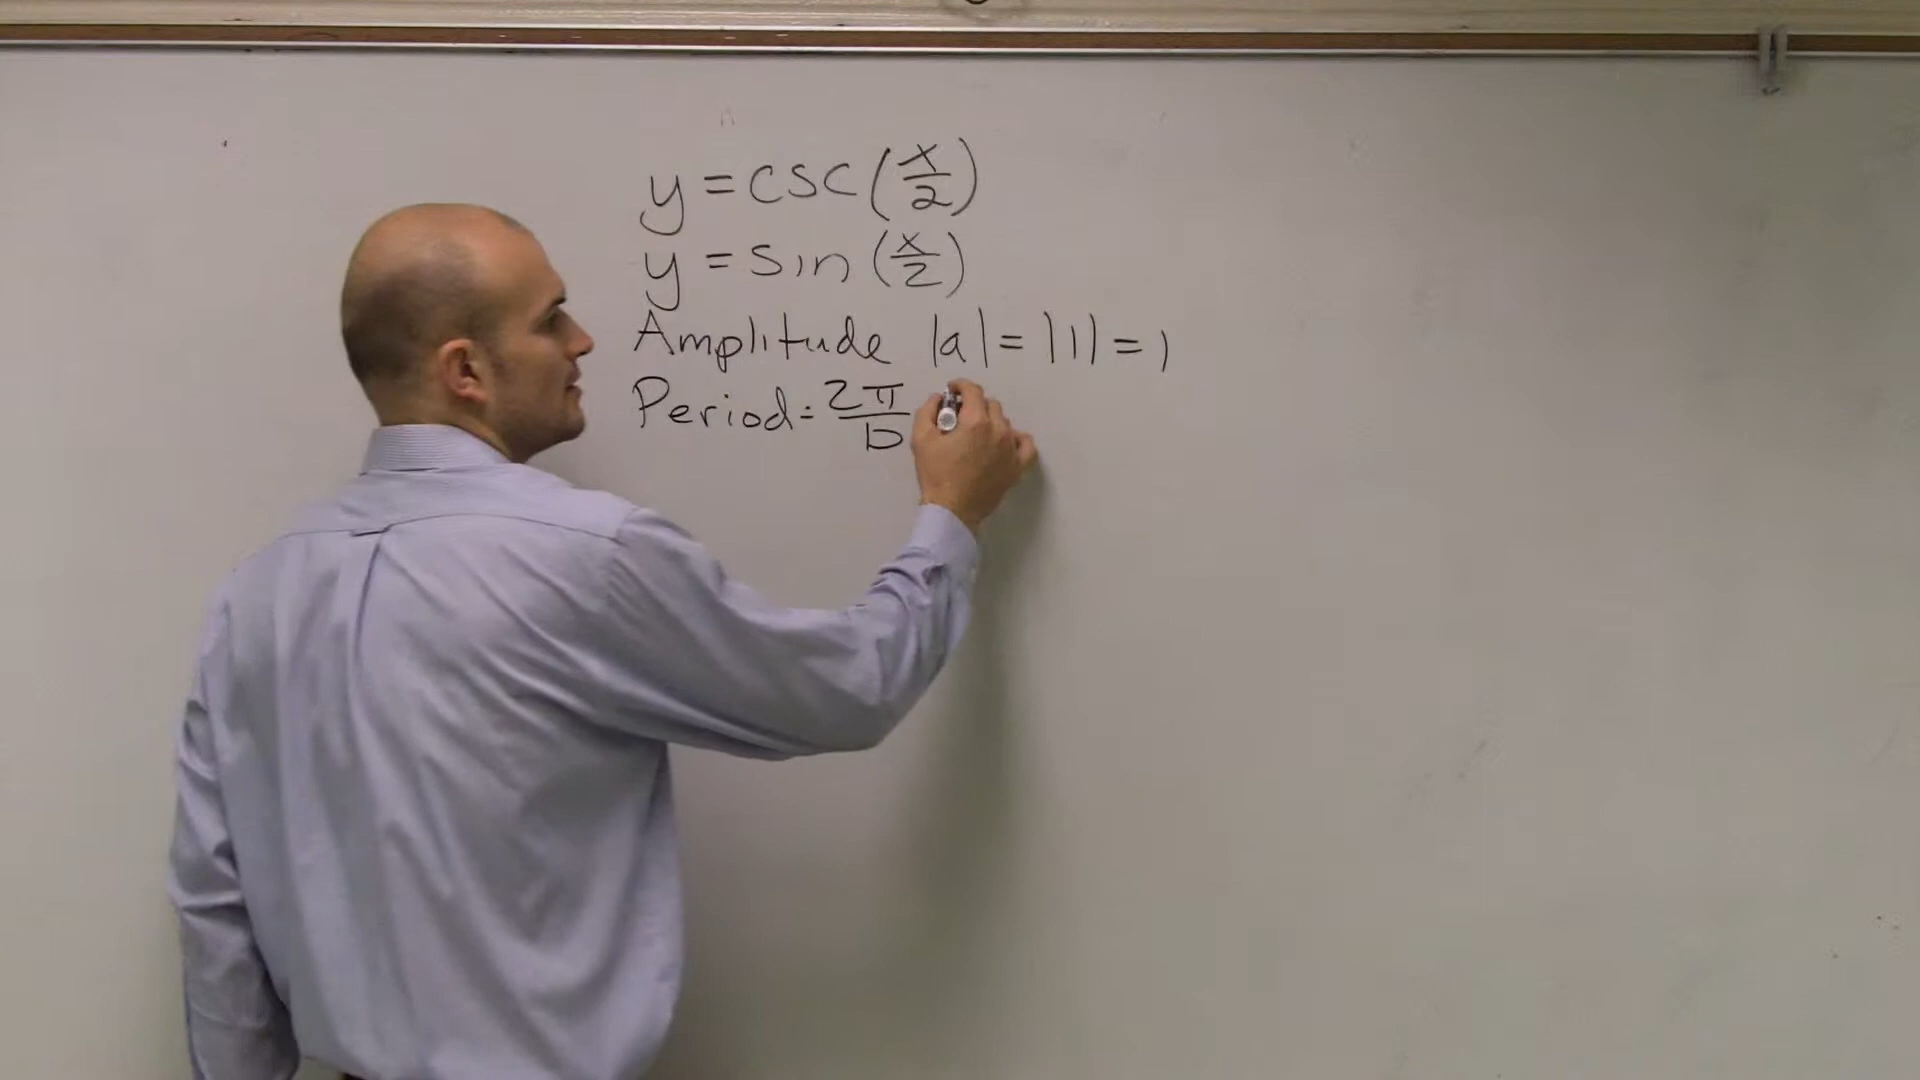 y = csc(x/2)
y = sin(x/2)
Amplitude |a| = |1| = 1
Period = 2π/b